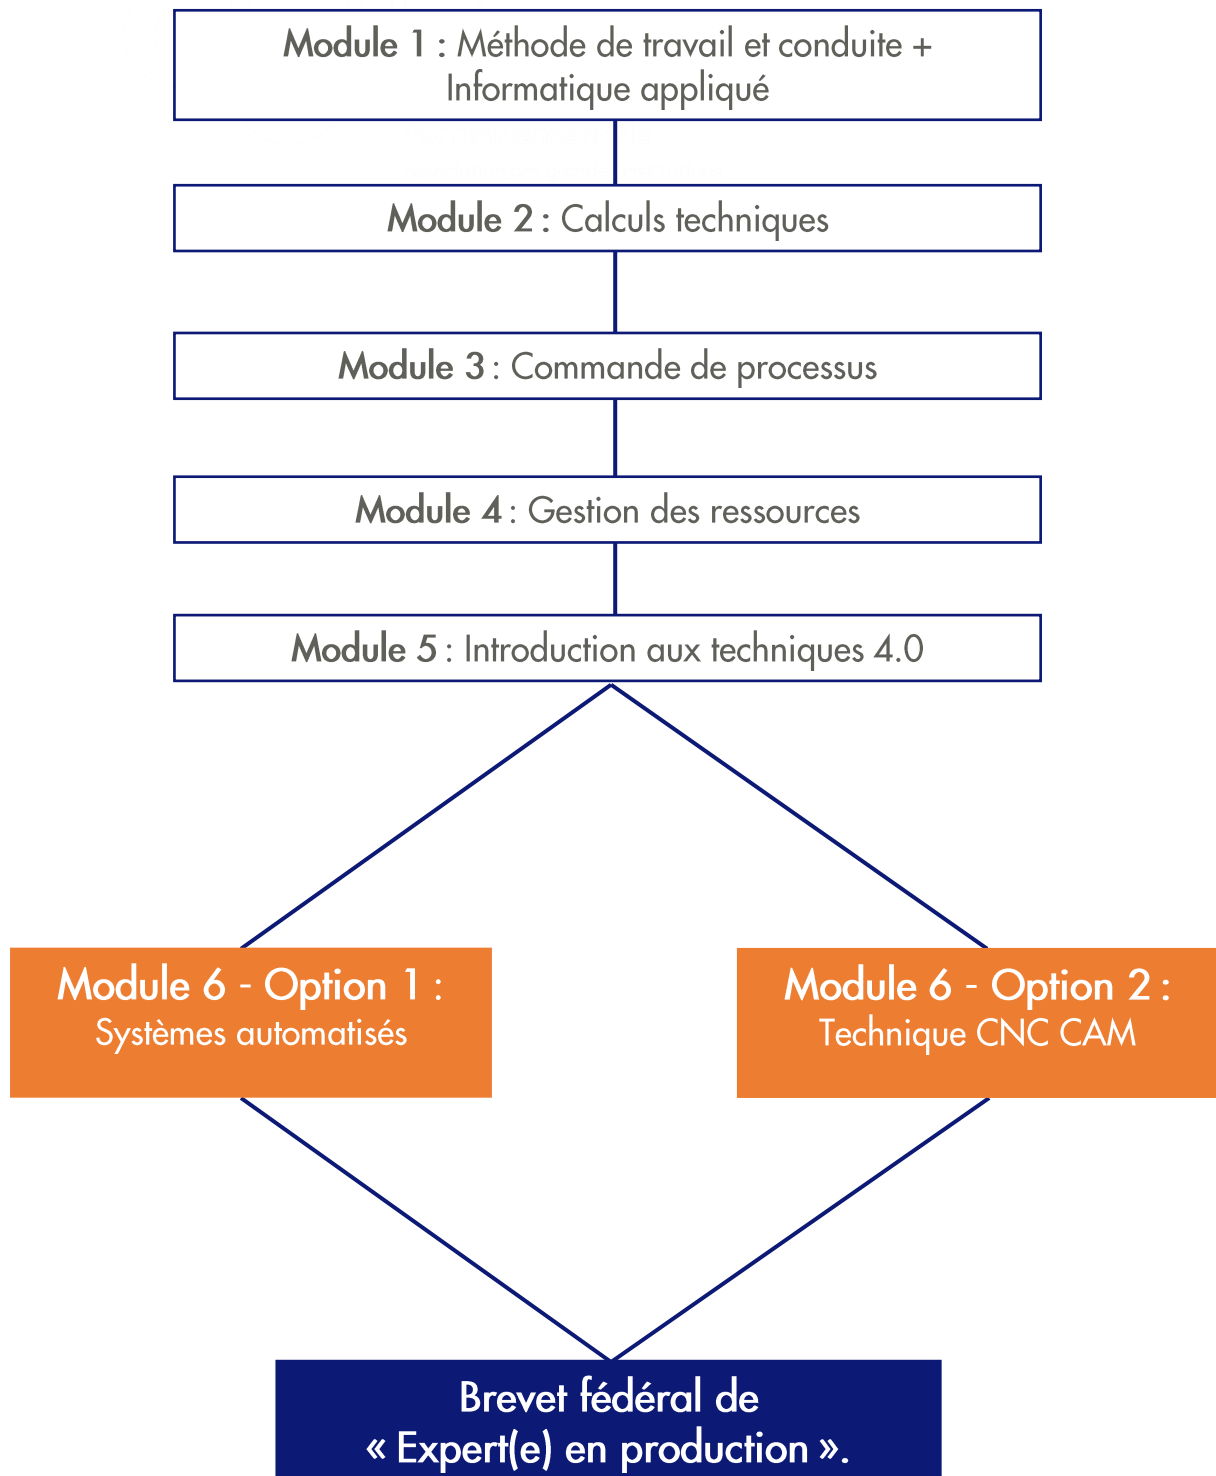 Module 1 : Méthode de travail et conduite +
Informatique appliqué
Module 2 : Calculs techniques
Module 3 : Commande de processus
Module 4 : Gestion des ressources
Module 5 : Introduction aux techniques 4.0
Module 6 - Option 1 :
Systèmes automatisés
Module 6 - Option 2 :
Technique CNC CAM
Brevet fédéral de
« Expert(e) en production ».